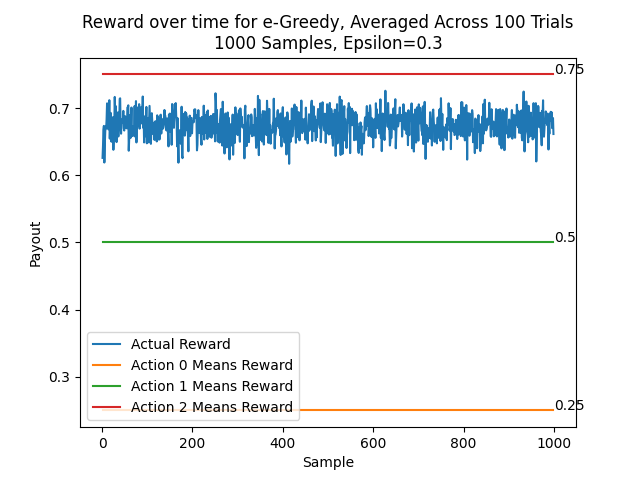 Reward over time for e-Greedy, Averaged Across 100 Trials
1000 Samples, Epsilon=0.3
Payout
0.7
0.6
0.5
0.4
0.3
0.75
0.5
0.25
Actual Reward
Action 0 Means Reward
Action 1 Means Reward
Action 2 Means Reward
0 200 400 600 800 1000
Sample